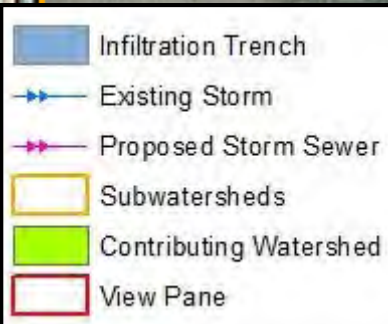 Infiltration Trench
Existing Storm
Proposed Storm Sewer
Subwatersheds
Contributing Watershed
View Pane